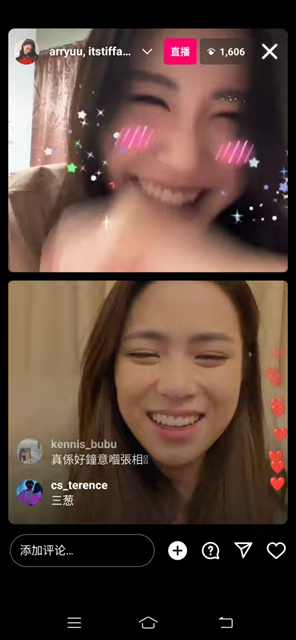 arryuu, itstiffa...
直播
1,606
kennis_bubu
真係好鐘意嗰張相
cs_terence
三葱
添加评论...